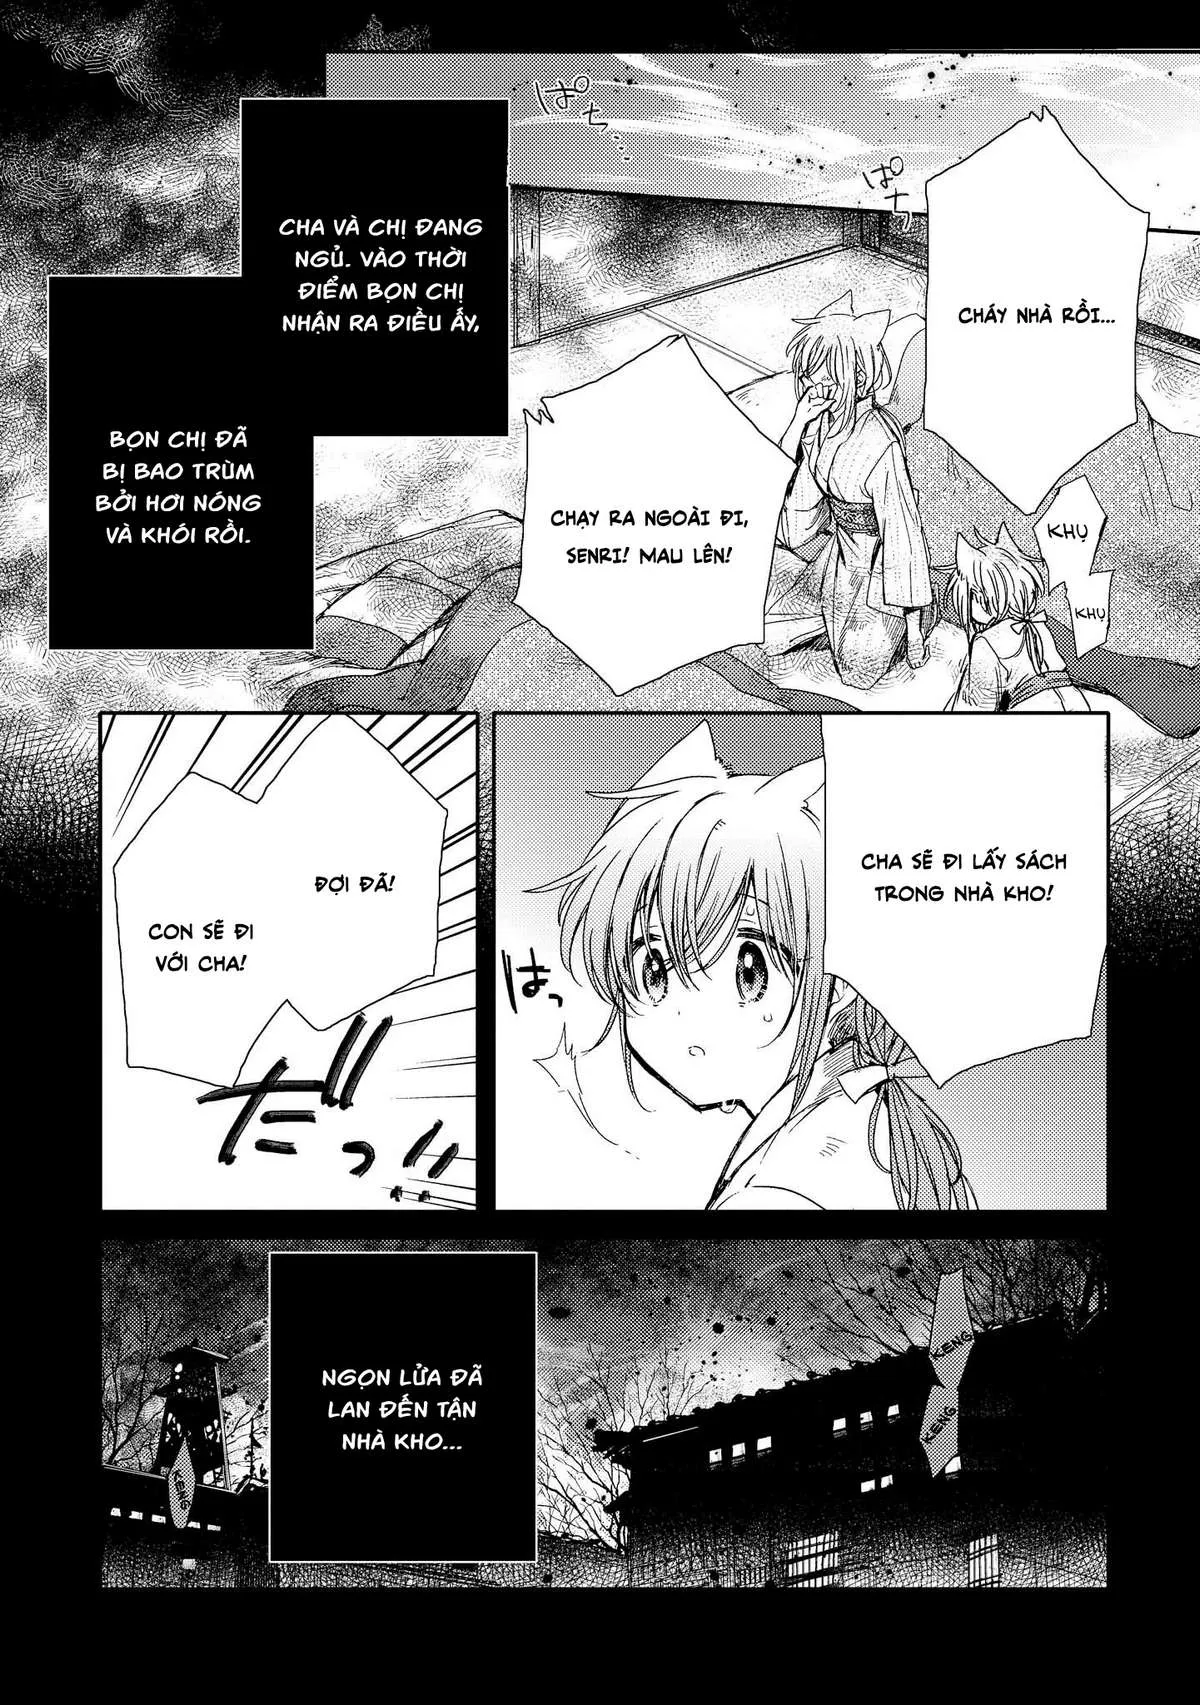 ぱち…
ぱち
CHÁY NHÀ RỒI...
CHA VÀ CHỊ ĐANG
NGỦ. VÀO THỜI
ĐIỂM BỌN CHỊ
NHẬN RA ĐIỀU ẤY,
BỌN CHỊ ĐÃ
BỊ BAO TRÙM
BỞI HƠI NÓNG
VÀ KHÓI RỒI.
CHẠY RA NGOÀI ĐI,
SENRI! MAU LÊN!
KHỤ
KHỤ
CHA SẼ ĐI LẤY SÁCH
TRONG NHÀ KHO!
はっ
ĐỢI ĐÃ!
CON SẼ ĐI
VỚI CHA!
だっ!!
KENG
KENG
NGỌN LỬA ĐÃ
LAN ĐẾN TẬN
NHÀ KHO...